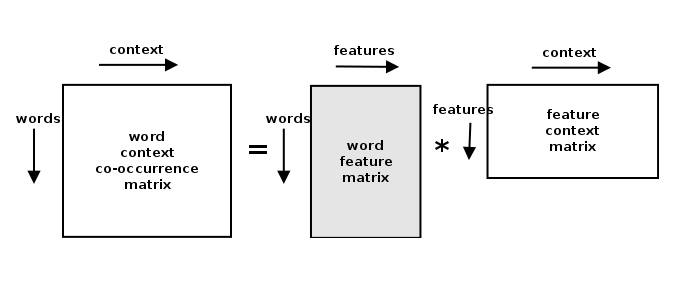 context
features
context
words
word
context
co-occurrence
matrix
=
words
word
feature
matrix
*
features
feature
context
matrix